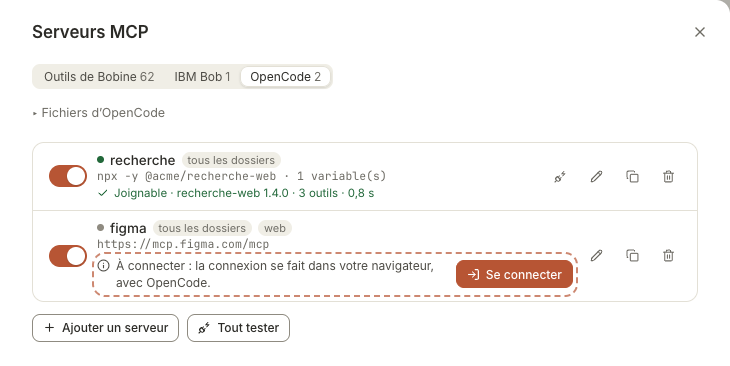 Serveurs MCP
Outils de Bobine 62 IBM Bob 1 OpenCode 2
Fichiers d’OpenCode
recherche tous les dossiers
npx -y @acme/recherche-web · 1 variable(s)
Joignable · recherche-web 1.4.0 · 3 outils · 0,8 s
figma tous les dossiers web
https://mcp.figma.com/mcp
À connecter : la connexion se fait dans votre navigateur,
avec OpenCode.
Se connecter
Ajouter un serveur Tout tester